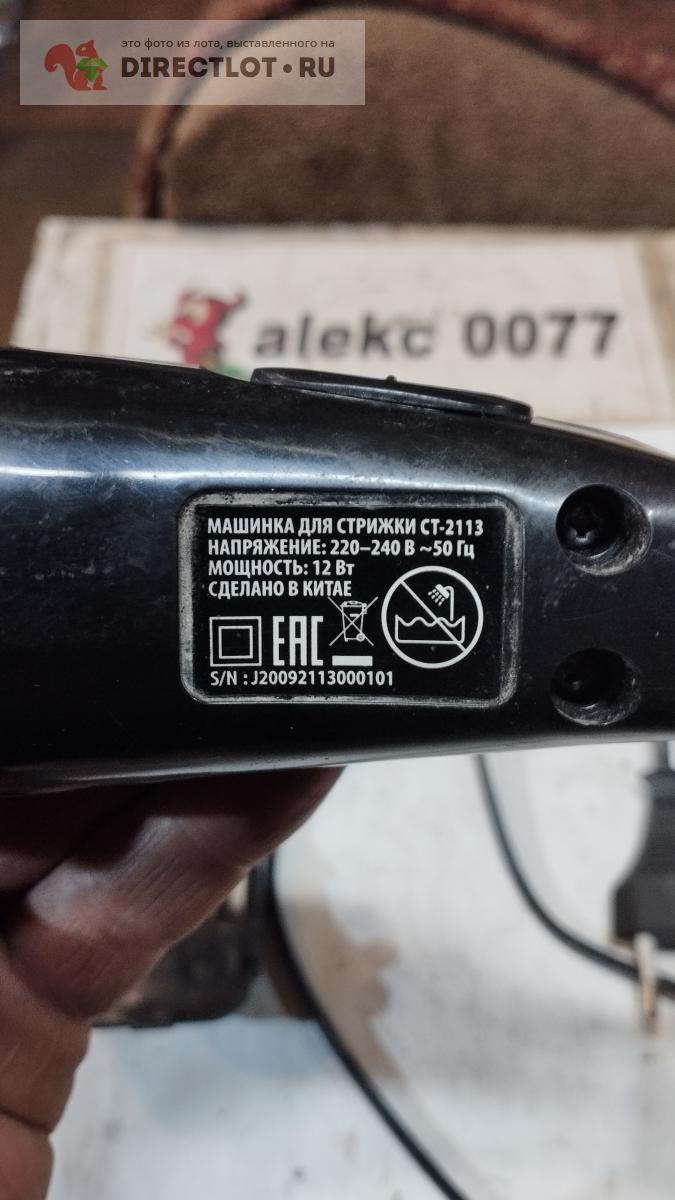 это фото из лота, выставленного на
DIRECTLOT.RU
alekc 0077
МАШИНКА ДЛЯ СТРИЖКИ СТ-2113
НАПРЯЖЕНИЕ: 220–240 В ~50 Гц
МОЩНОСТЬ: 12 Вт
СДЕЛАНО В КИТАЕ
EAC
S/N : J20092113000101